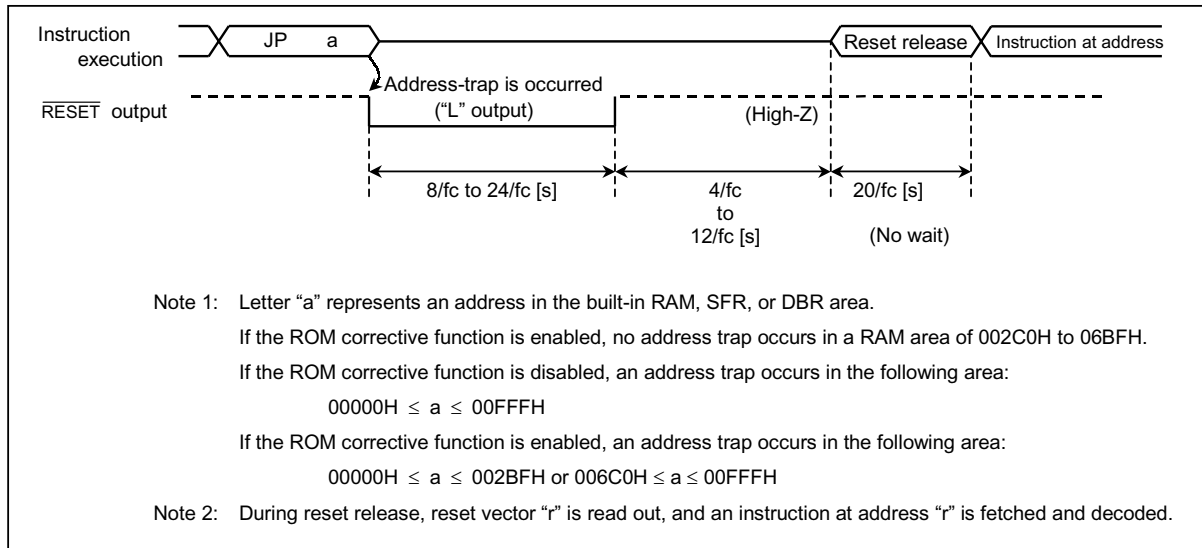 Instruction
execution
JP a
Reset release
Instruction at address
Address-trap is occurred
RESET output
("L" output)
(High-Z)
8/fc to 24/fc [s]
4/fc
to
12/fc [s]
20/fc [s]
(No wait)
Note 1: Letter “a” represents an address in the built-in RAM, SFR, or DBR area.
If the ROM corrective function is enabled, no address trap occurs in a RAM area of 002C0H to 06BFH.
If the ROM corrective function is disabled, an address trap occurs in the following area:
00000H ≤ a ≤ 00FFFH
If the ROM corrective function is enabled, an address trap occurs in the following area:
00000H ≤ a ≤ 002BFH or 006C0H ≤ a ≤ 00FFFH
Note 2: During reset release, reset vector “r” is read out, and an instruction at address “r” is fetched and decoded.